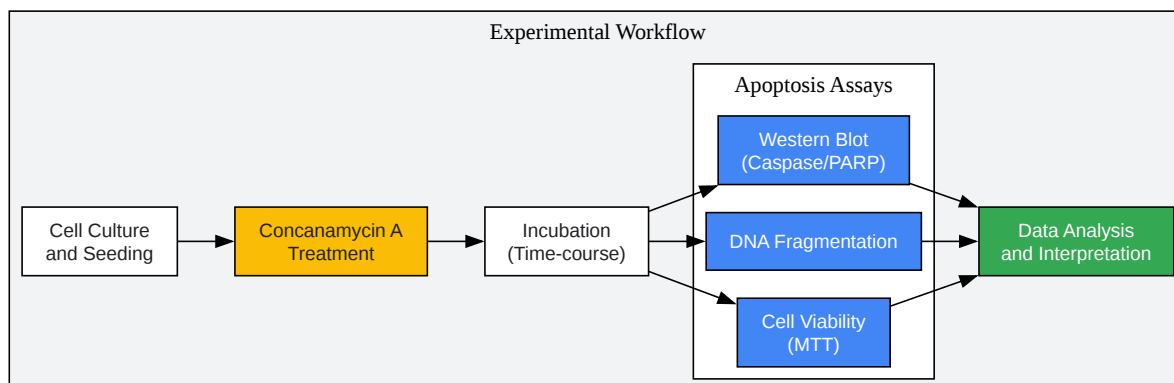 Experimental Workflow
Apoptosis Assays
Western Blot
(Caspase/PARP)
Cell Culture
and Seeding
Concanamycin A
Treatment
Incubation
(Time-course)
DNA Fragmentation
Data Analysis
and Interpretation
Cell Viability
(MTT)